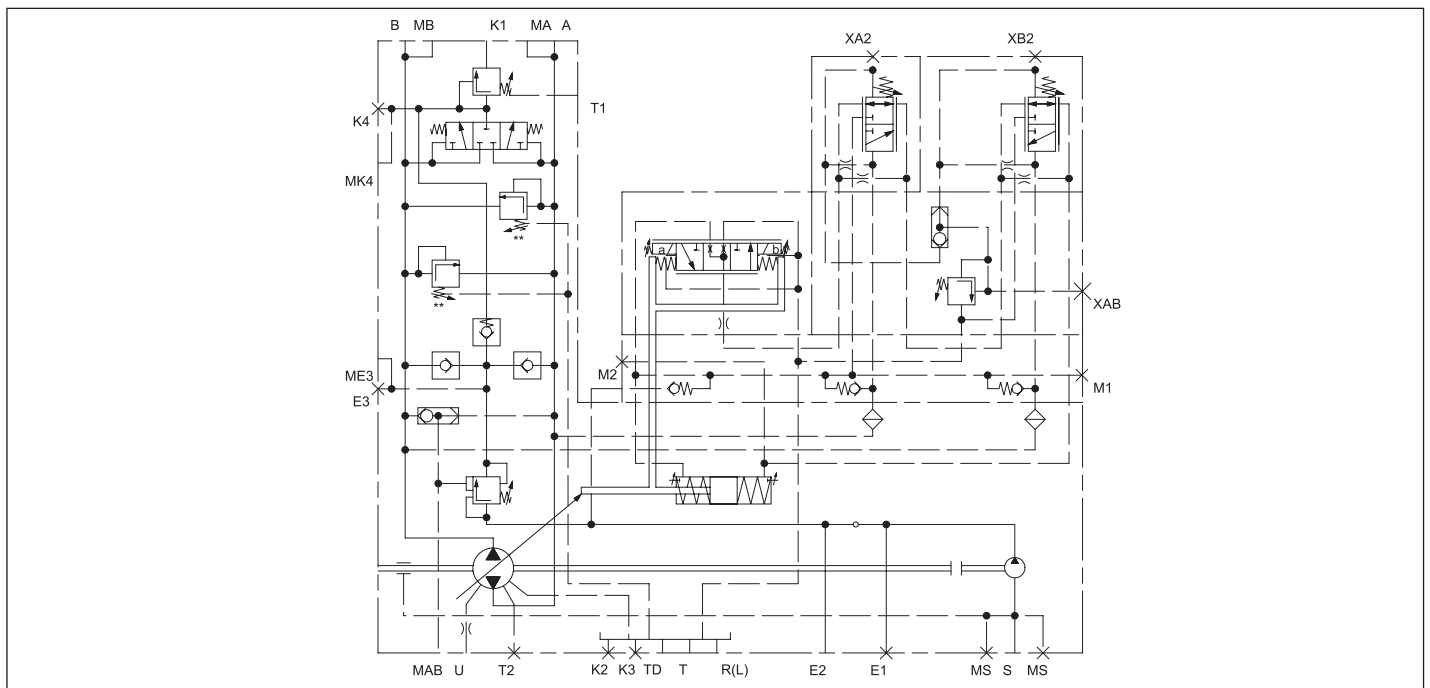 B MB K1 MA A
XA2 XB2
T1
K4
MK4
**
a b
**
XAB
ME3
M2 M1
E3
MAB U T2 K2 K3 TD T R(L) E2 E1 MS S MS